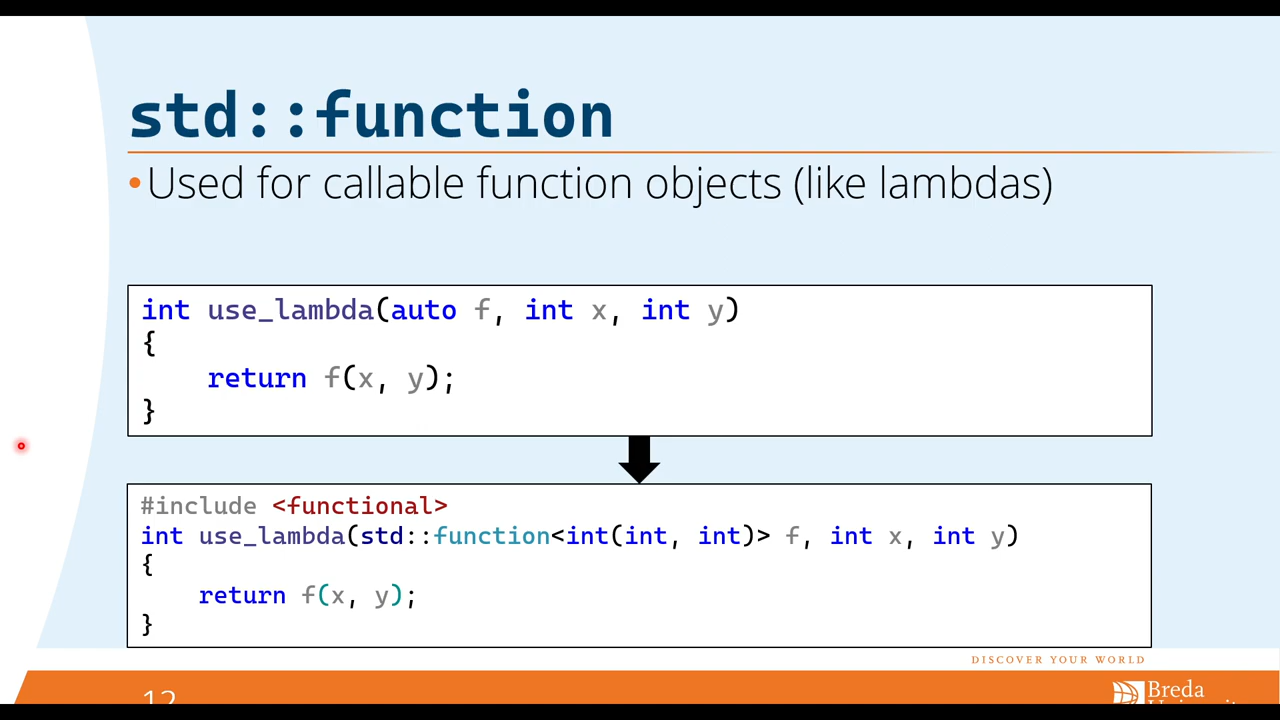 std::function
•Used for callable function objects (like lambdas)
int use_lambda(auto f, int x, int y)
{
    return f(x, y);
}
#include <functional>
int use_lambda(std::function<int(int, int)> f, int x, int y)
{
    return f(x, y);
}
DISCOVER YOUR WORLD
12
Breda